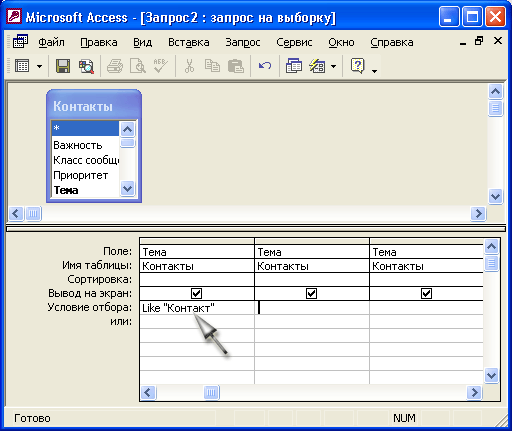 Microsoft Access - [Запрос2 : запрос на выборку]
Файл Правка Вид Вставка Запрос Сервис Окно Справка
Контакты
*
Важность
Класс сообще
Приоритет
Тема
Поле: Тема Тема Тема
Имя таблицы: Контакты Контакты Контакты
Сортировка:
Вывод на экран:
Условие отбора: Like "Контакт"
или:
Готово NUM